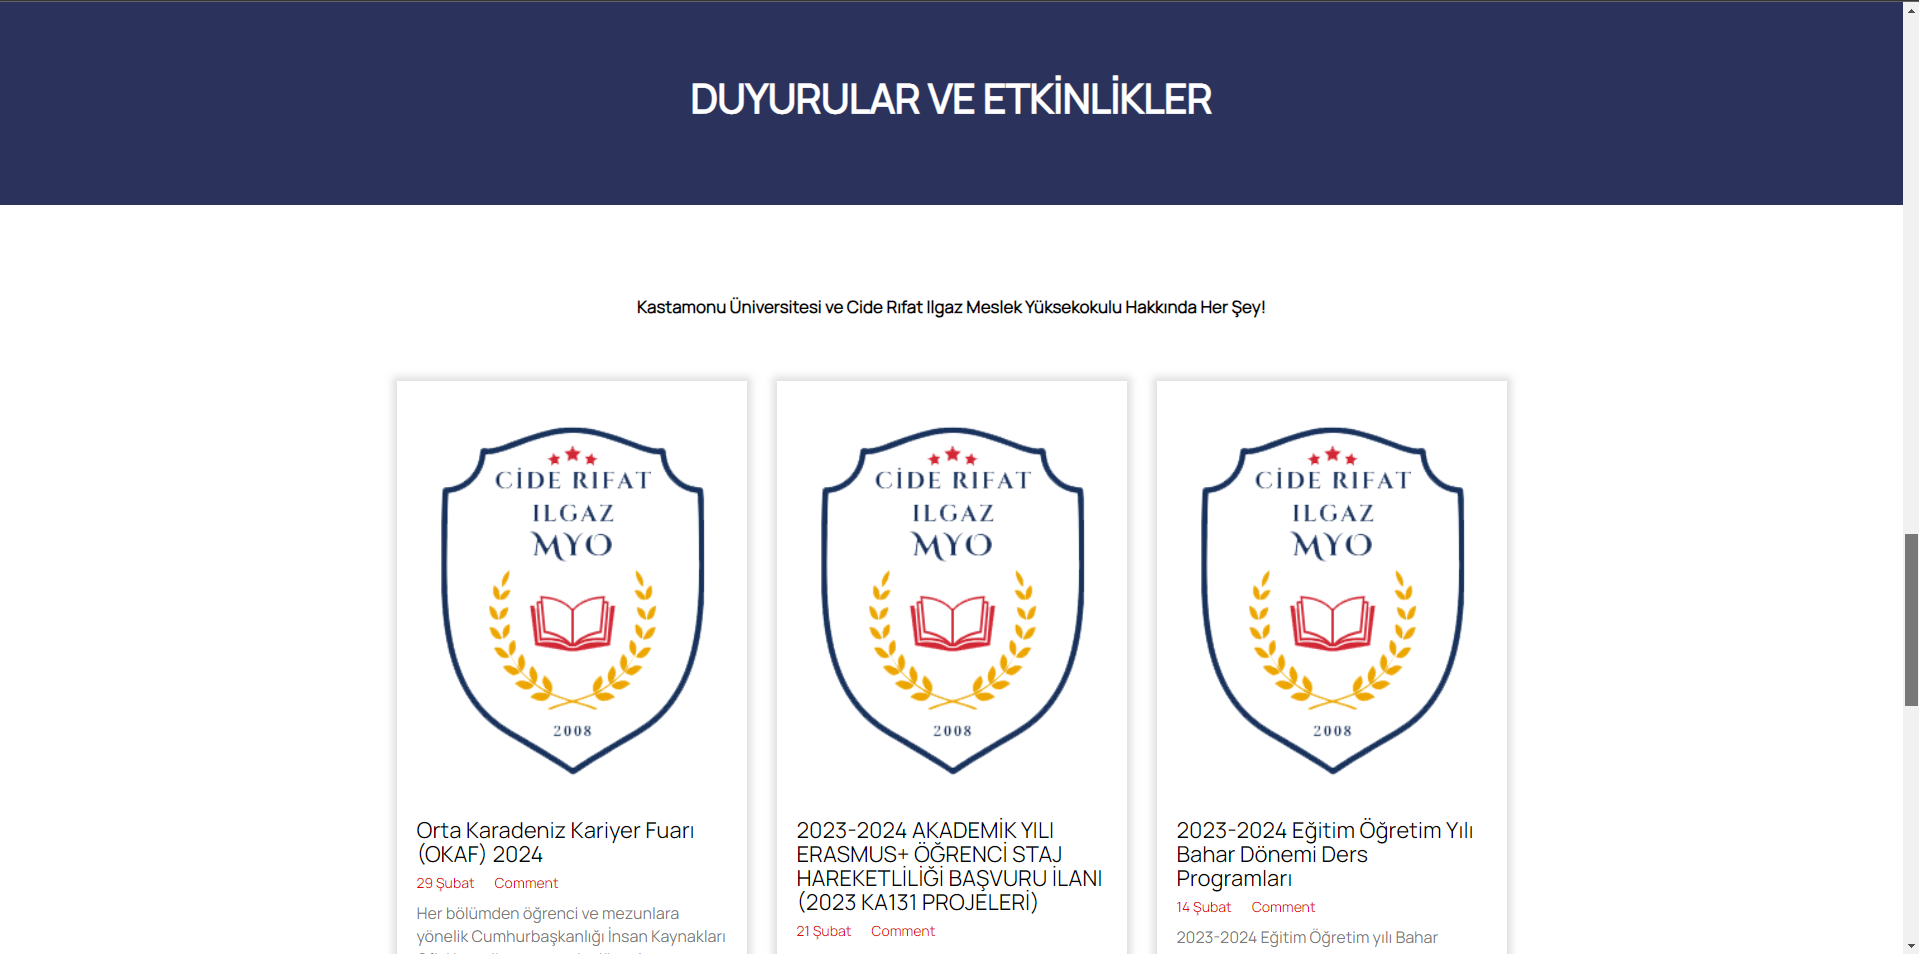 DUYURULAR VE ETKİNLİKLER
Kastamonu Üniversitesi ve Cide Rıfat Ilgaz Meslek Yüksekokulu Hakkında Her Şey!
CİDE RIFAT
ILGAZ
MYO
2008
Orta Karadeniz Kariyer Fuarı
(OKAF) 2024
29 Şubat Comment
Her bölümden öğrenci ve mezunlara
yönelik Cumhurbaşkanlığı İnsan Kaynakları
CİDE RIFAT
ILGAZ
MYO
2008
2023-2024 AKADEMİK YILI
ERASMUS+ ÖĞRENCİ STAJ
HAREKETLİLİĞİ BAŞVURU İLANI
(2023 KA131 PROJELERİ)
21 Şubat Comment
CİDE RIFAT
ILGAZ
MYO
2008
2023-2024 Eğitim Öğretim Yılı
Bahar Dönemi Ders
Programları
14 Şubat Comment
2023-2024 Eğitim Öğretim yılı Bahar